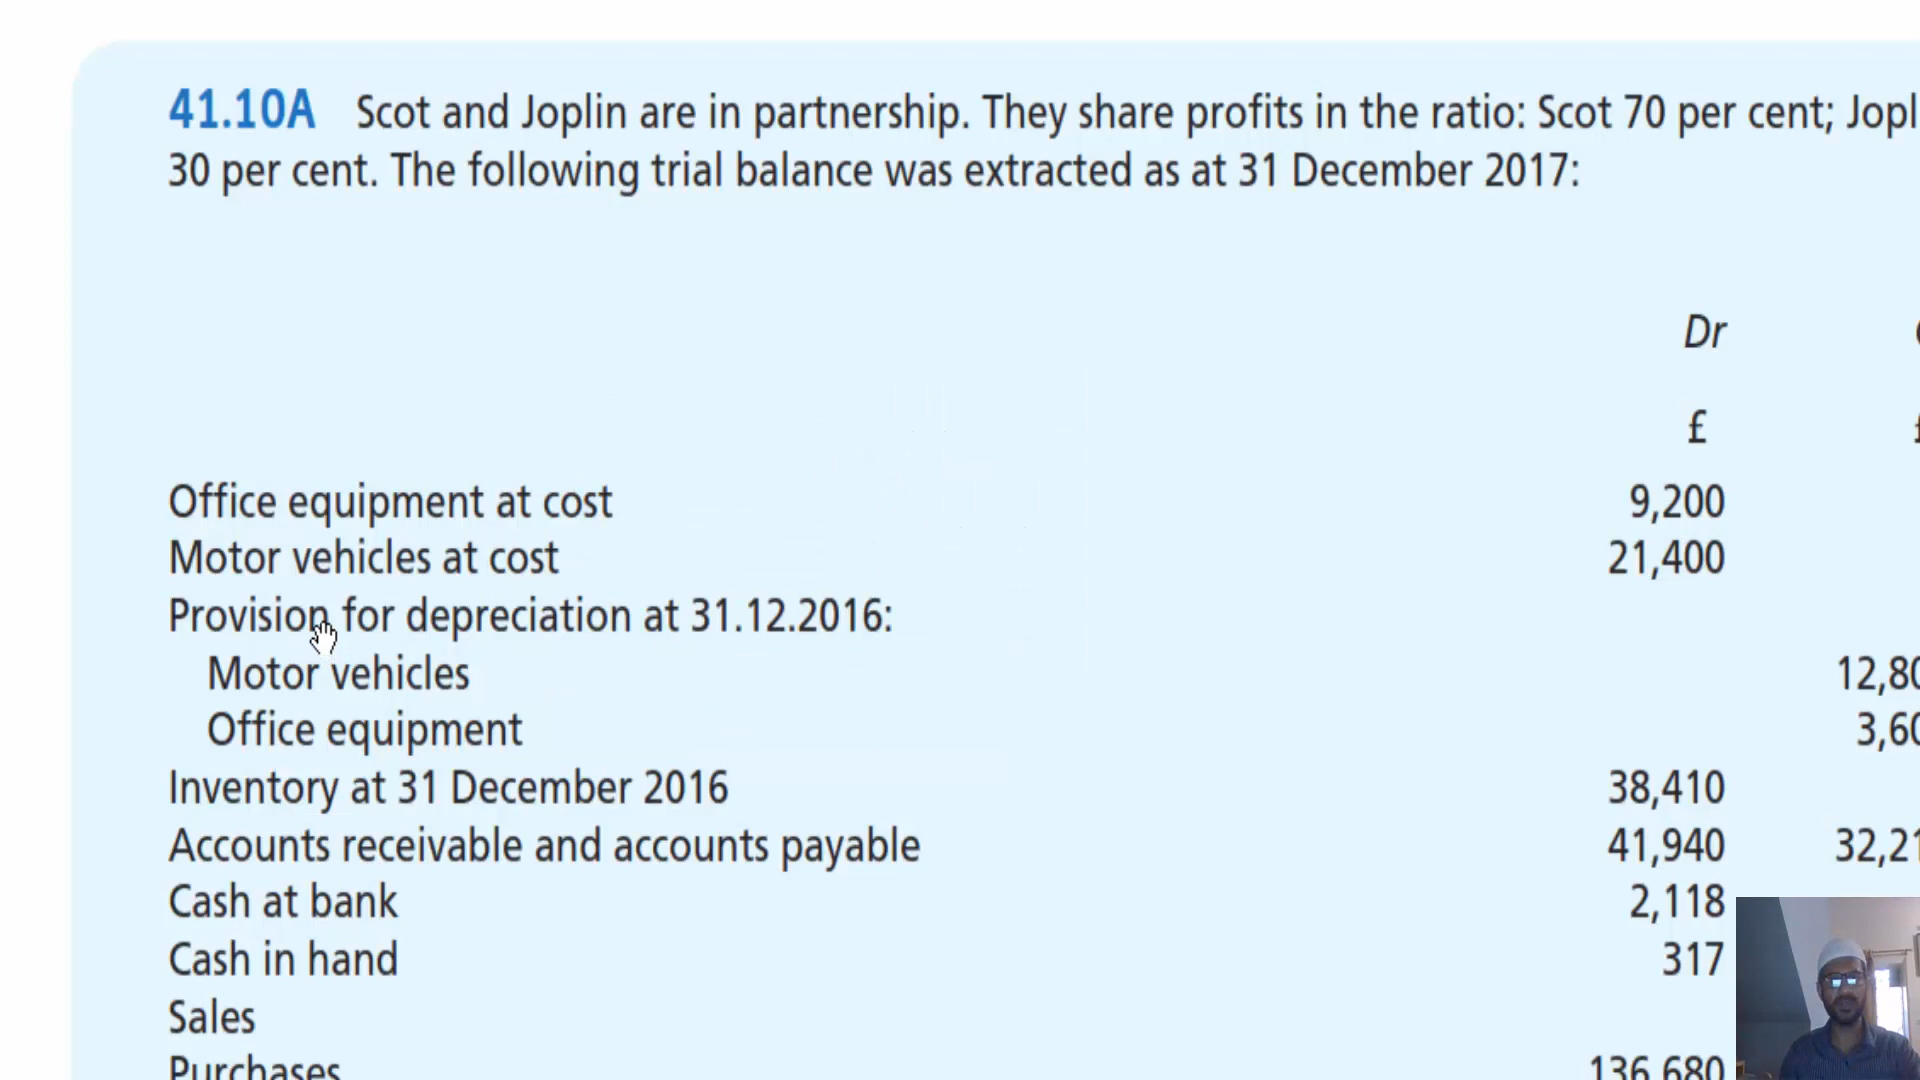 41.10A Scot and Joplin are in partnership. They share profits in the ratio: Scot 70 per cent;
30 per cent. The following trial balance was extracted as at 31 December 2017:
Dr
£
Office equipment at cost 9,200
Motor vehicles at cost 21,400
Provision for depreciation at 31.12.2016:
Motor vehicles
Office equipment
Inventory at 31 December 2016 38,410
Accounts receivable and accounts payable 41,940
Cash at bank 2,118
Cash in hand 317
Sales
Purchases 136,680